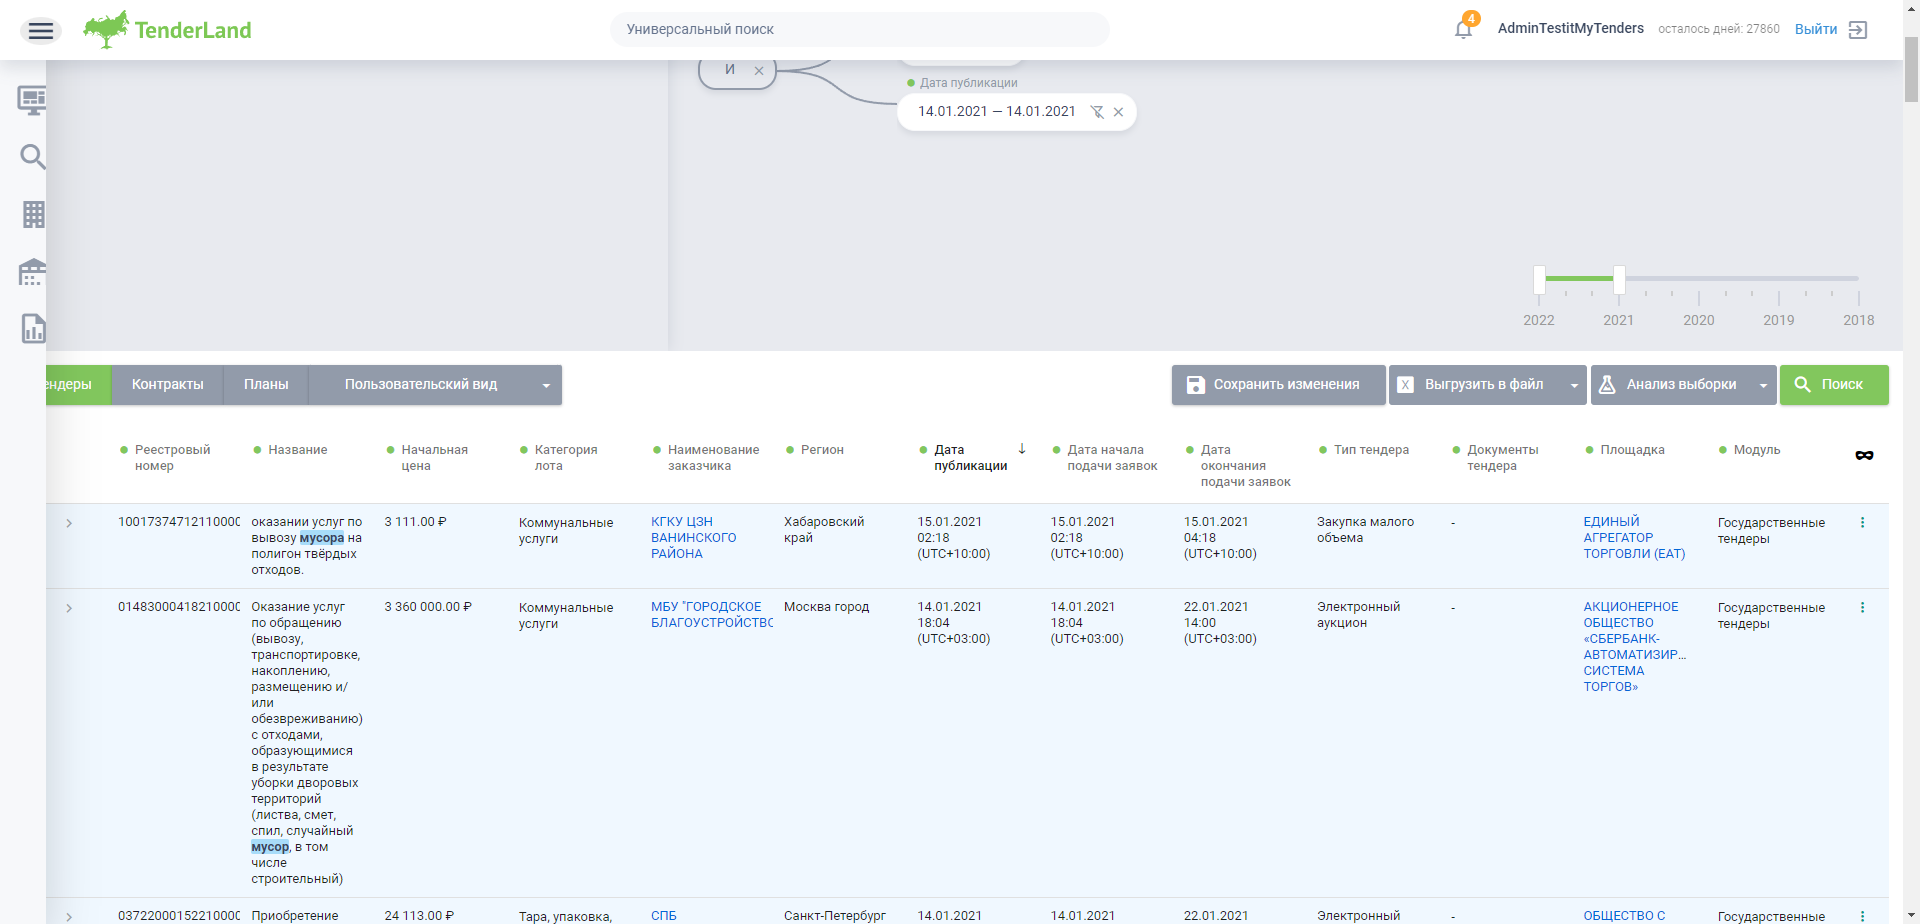 TenderLand
Универсальный поиск
4
AdminTestitMyTenders
осталось дней: 27860
Выйти
И
Дата публикации
14.01.2021 — 14.01.2021
2022
2021
2020
2019
2018
ендеры
Контракты
Планы
Пользовательский вид
Сохранить изменения
X
Выгрузить в файл
Анализ выборки
Поиск
Реестровый
номер
Название
Начальная
цена
Категория
лота
Наименование
заказчика
Регион
Дата
публикации
Дата начала
подачи заявок
Дата
окончания
подачи заявок
Тип тендера
Документы
тендера
Площадка
Модуль
10017374712110000
оказании услуг по
вывозу мусора на
полигон твёрдых
отходов.
3 111.00 ₽
Коммунальные
услуги
КГКУ ЦЗН
ВАНИНСКОГО
РАЙОНА
Хабаровский
край
15.01.2021
02:18
(UTC+10:00)
15.01.2021
02:18
(UTC+10:00)
15.01.2021
04:18
(UTC+10:00)
Закупка малого
объема
-
ЕДИНЫЙ
АГРЕГАТОР
ТОРГОВЛИ (ЕАТ)
Государственные
тендеры
01483000418210000
Оказание услуг
по обращению
(вывозу,
транспортировке,
накоплению,
размещению и/
или
обезвреживанию)
с отходами,
образующимися
в результате
уборки дворовых
территорий
(листва, смет,
спил, случайный
мусор, в том
числе
строительный)
3 360 000.00 ₽
Коммунальные
услуги
МБУ "ГОРОДСКОЕ
БЛАГОУСТРОЙСТВО
Москва город
14.01.2021
18:04
(UTC+03:00)
14.01.2021
18:04
(UTC+03:00)
22.01.2021
14:00
(UTC+03:00)
Электронный
аукцион
-
АКЦИОНЕРНОЕ
ОБЩЕСТВО
«СБЕРБАНК-
АВТОМАТИЗИР...
СИСТЕМА
ТОРГОВ»
Государственные
тендеры
03722000152210000
Приобретение
24 113.00 ₽
Тара, упаковка,
СПБ
Санкт-Петербург
14.01.2021
14.01.2021
22.01.2021
Электронный
-
ОБЩЕСТВО С
Государственные